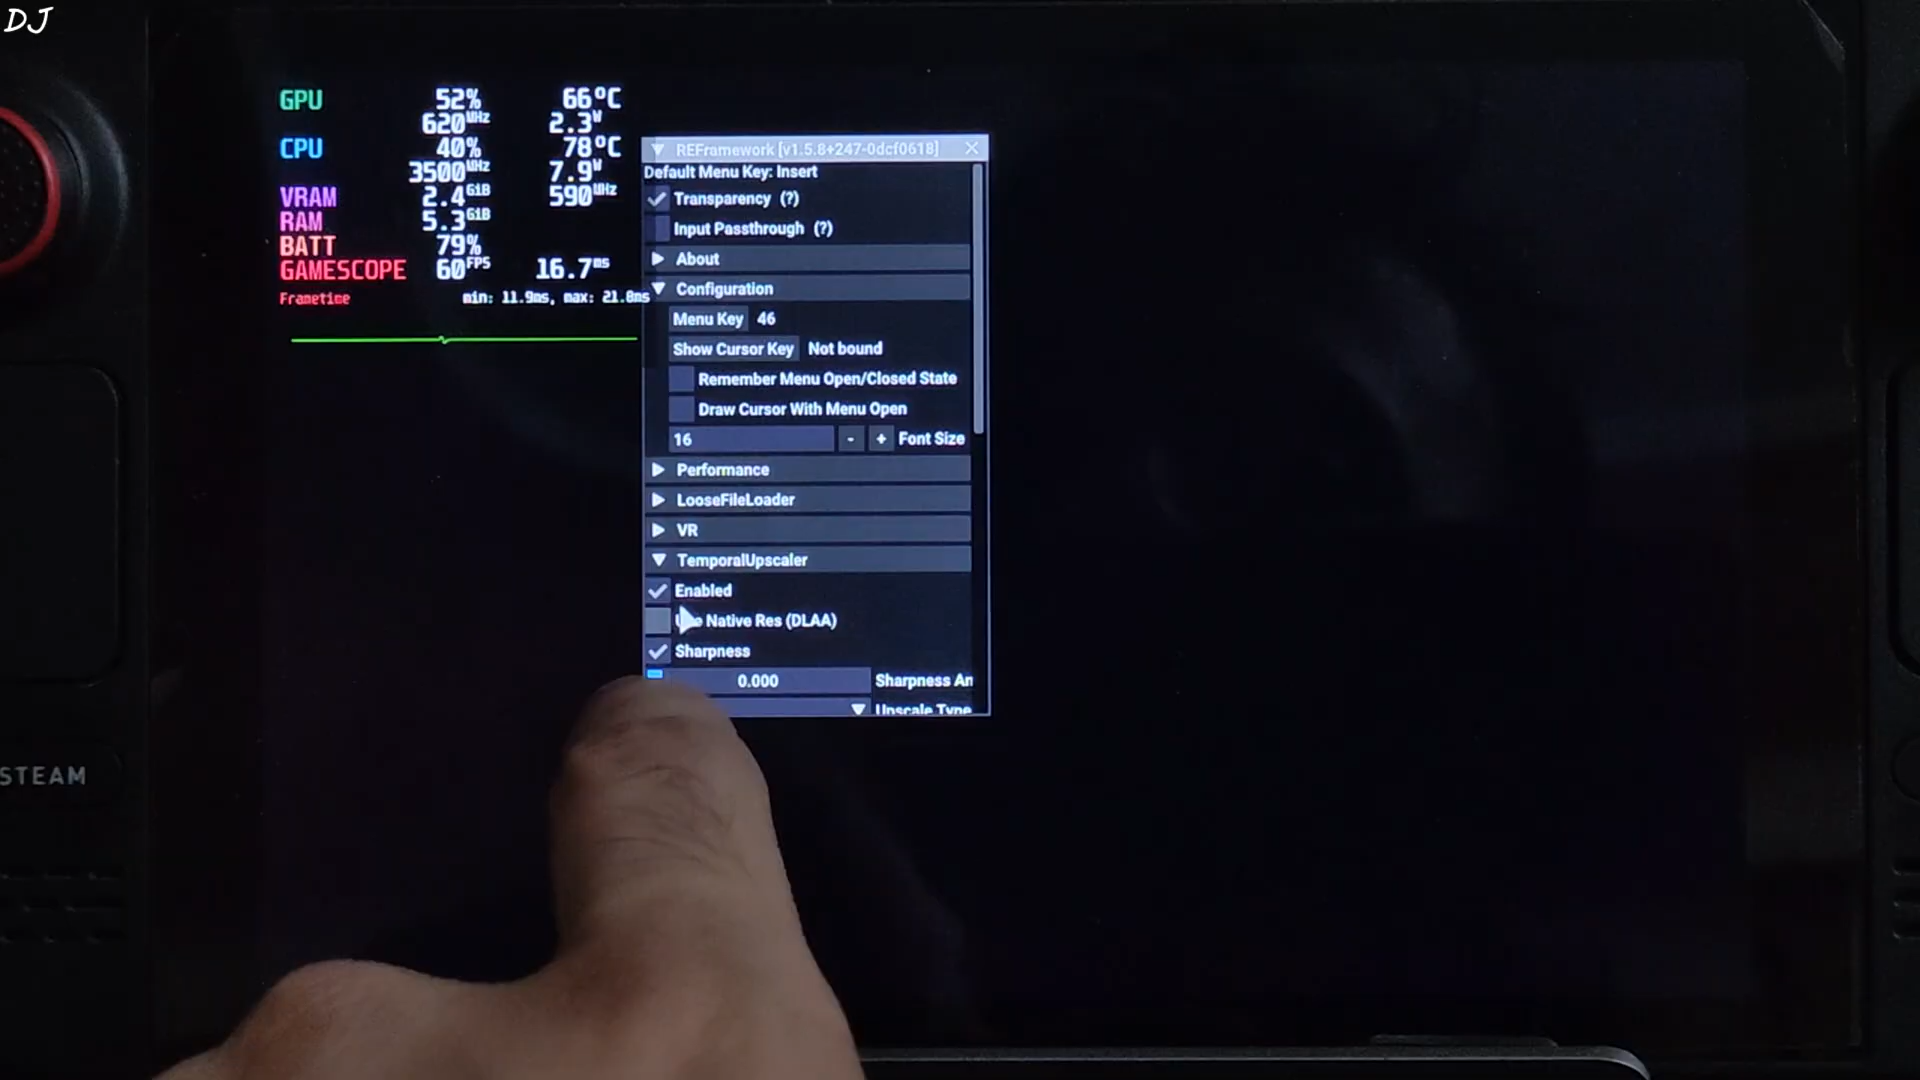 DJ
GPU 52% 66°C
620MHz 2.3W
CPU 40% 78°C
3500MHz 7.9W
VRAM 2.4GiB 590MHz
RAM 5.3GiB
BATT 79%
GAMESCOPE 60FPS 16.7ms
Frametime min: 11.9ms, max: 21.8ms
REFramework [v1.5.8+247-0dcf0618]
Default Menu Key: Insert
Transparency (?)
Input Passthrough (?)
About
Configuration
Menu Key 46
Show Cursor Key Not bound
Remember Menu Open/Closed State
Draw Cursor With Menu Open
16 - + Font Size
Performance
LooseFileLoader
VR
TemporalUpscaler
Enabled
Native Res (DLAA)
Sharpness
0.000 Sharpness Am
Upscale Type
STEAM